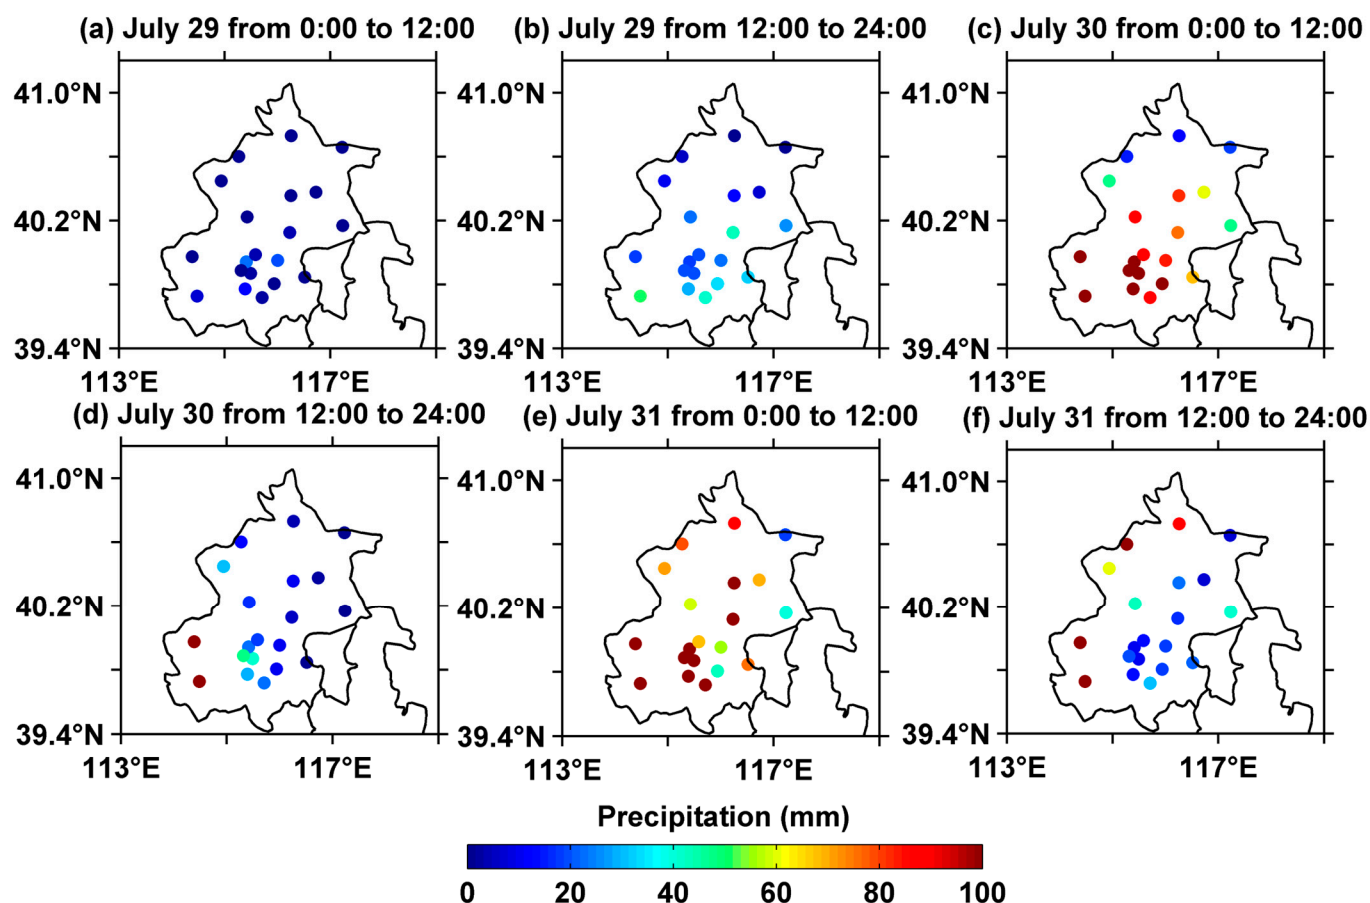 (a) July 29 from 0:00 to 12:00 (b) July 29 from 12:00 to 24:00 (c) July 30 from 0:00 to 12:00
41.0°N 41.0°N 41.0°N
40.2°N 40.2°N 40.2°N
39.4°N 39.4°N 39.4°N
113°E 117°E 113°E 117°E 113°E 117°E
(d) July 30 from 12:00 to 24:00 (e) July 31 from 0:00 to 12:00 (f) July 31 from 12:00 to 24:00
41.0°N 41.0°N 41.0°N
40.2°N 40.2°N 40.2°N
39.4°N 39.4°N 39.4°N
113°E 117°E 113°E 117°E 113°E 117°E
Precipitation (mm)
0 20 40 60 80 100